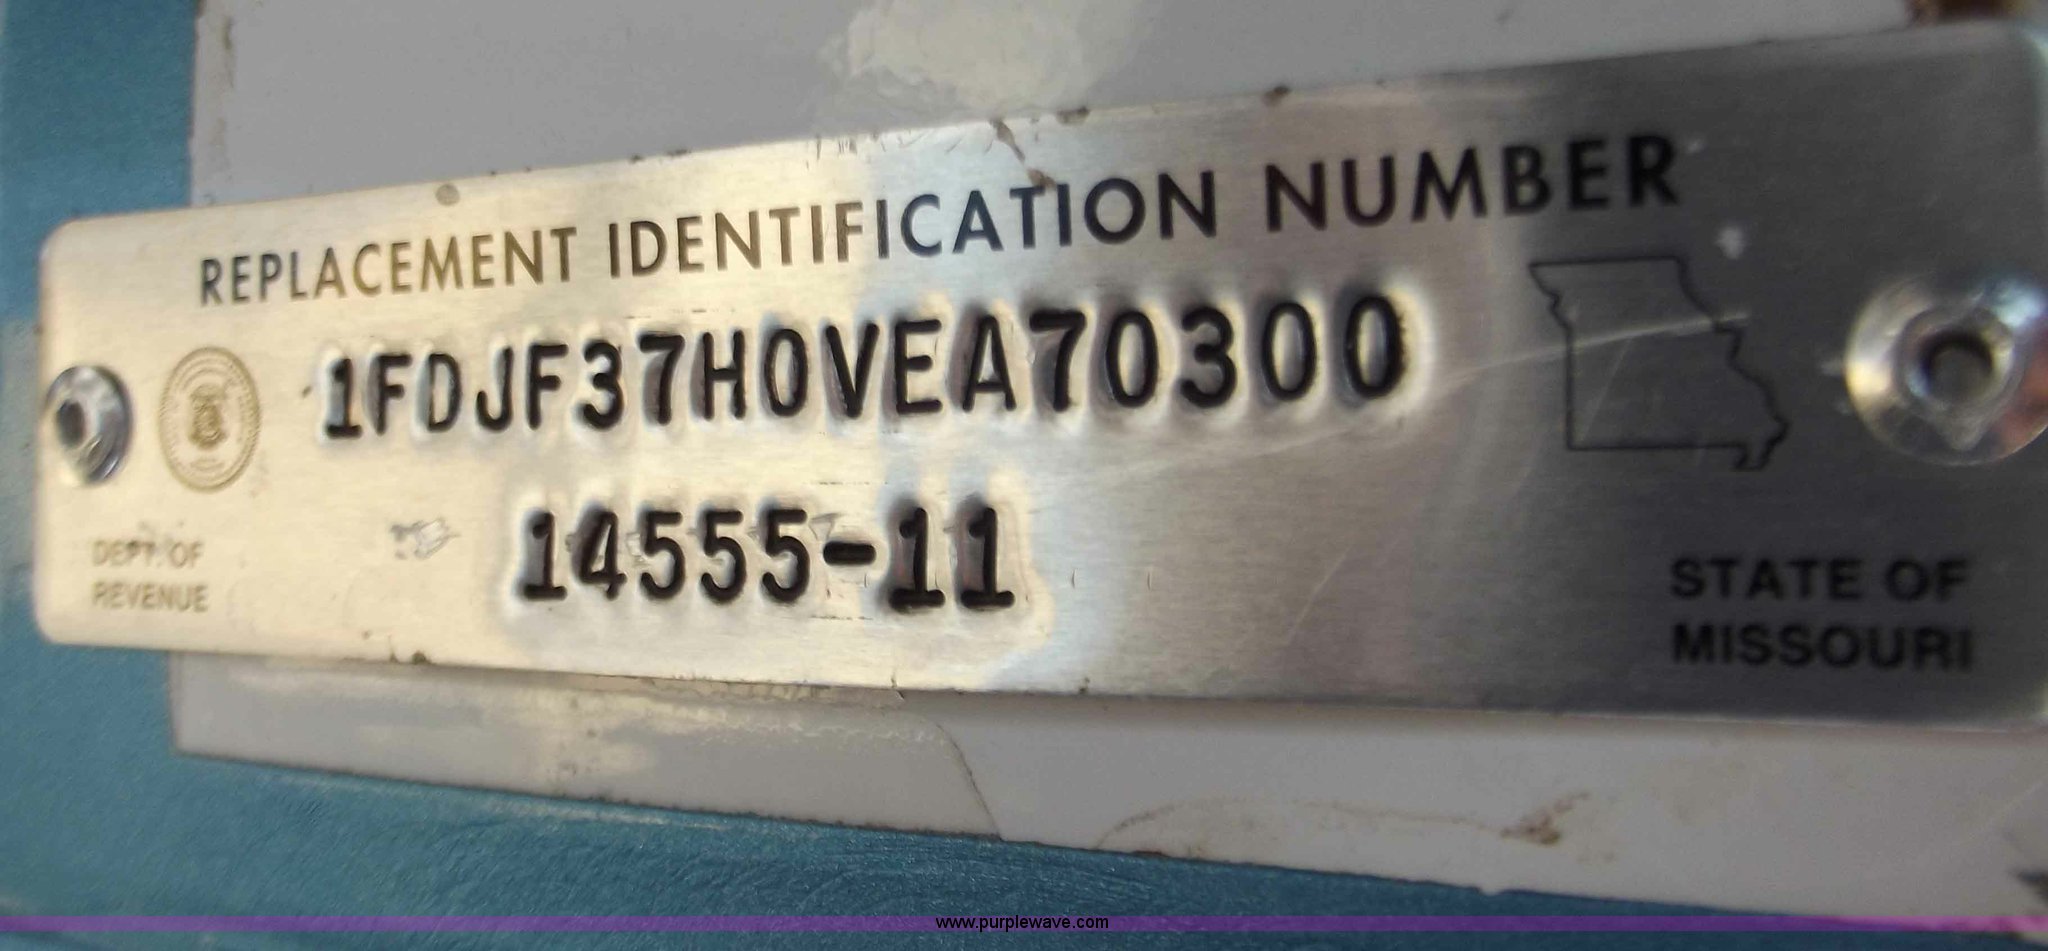 REPLACEMENT IDENTIFICATION NUMBER
1FDJF37H0VEA70300
14555-11
DEPT. OF
REVENUE
STATE OF
MISSOURI
www.purplewave.com